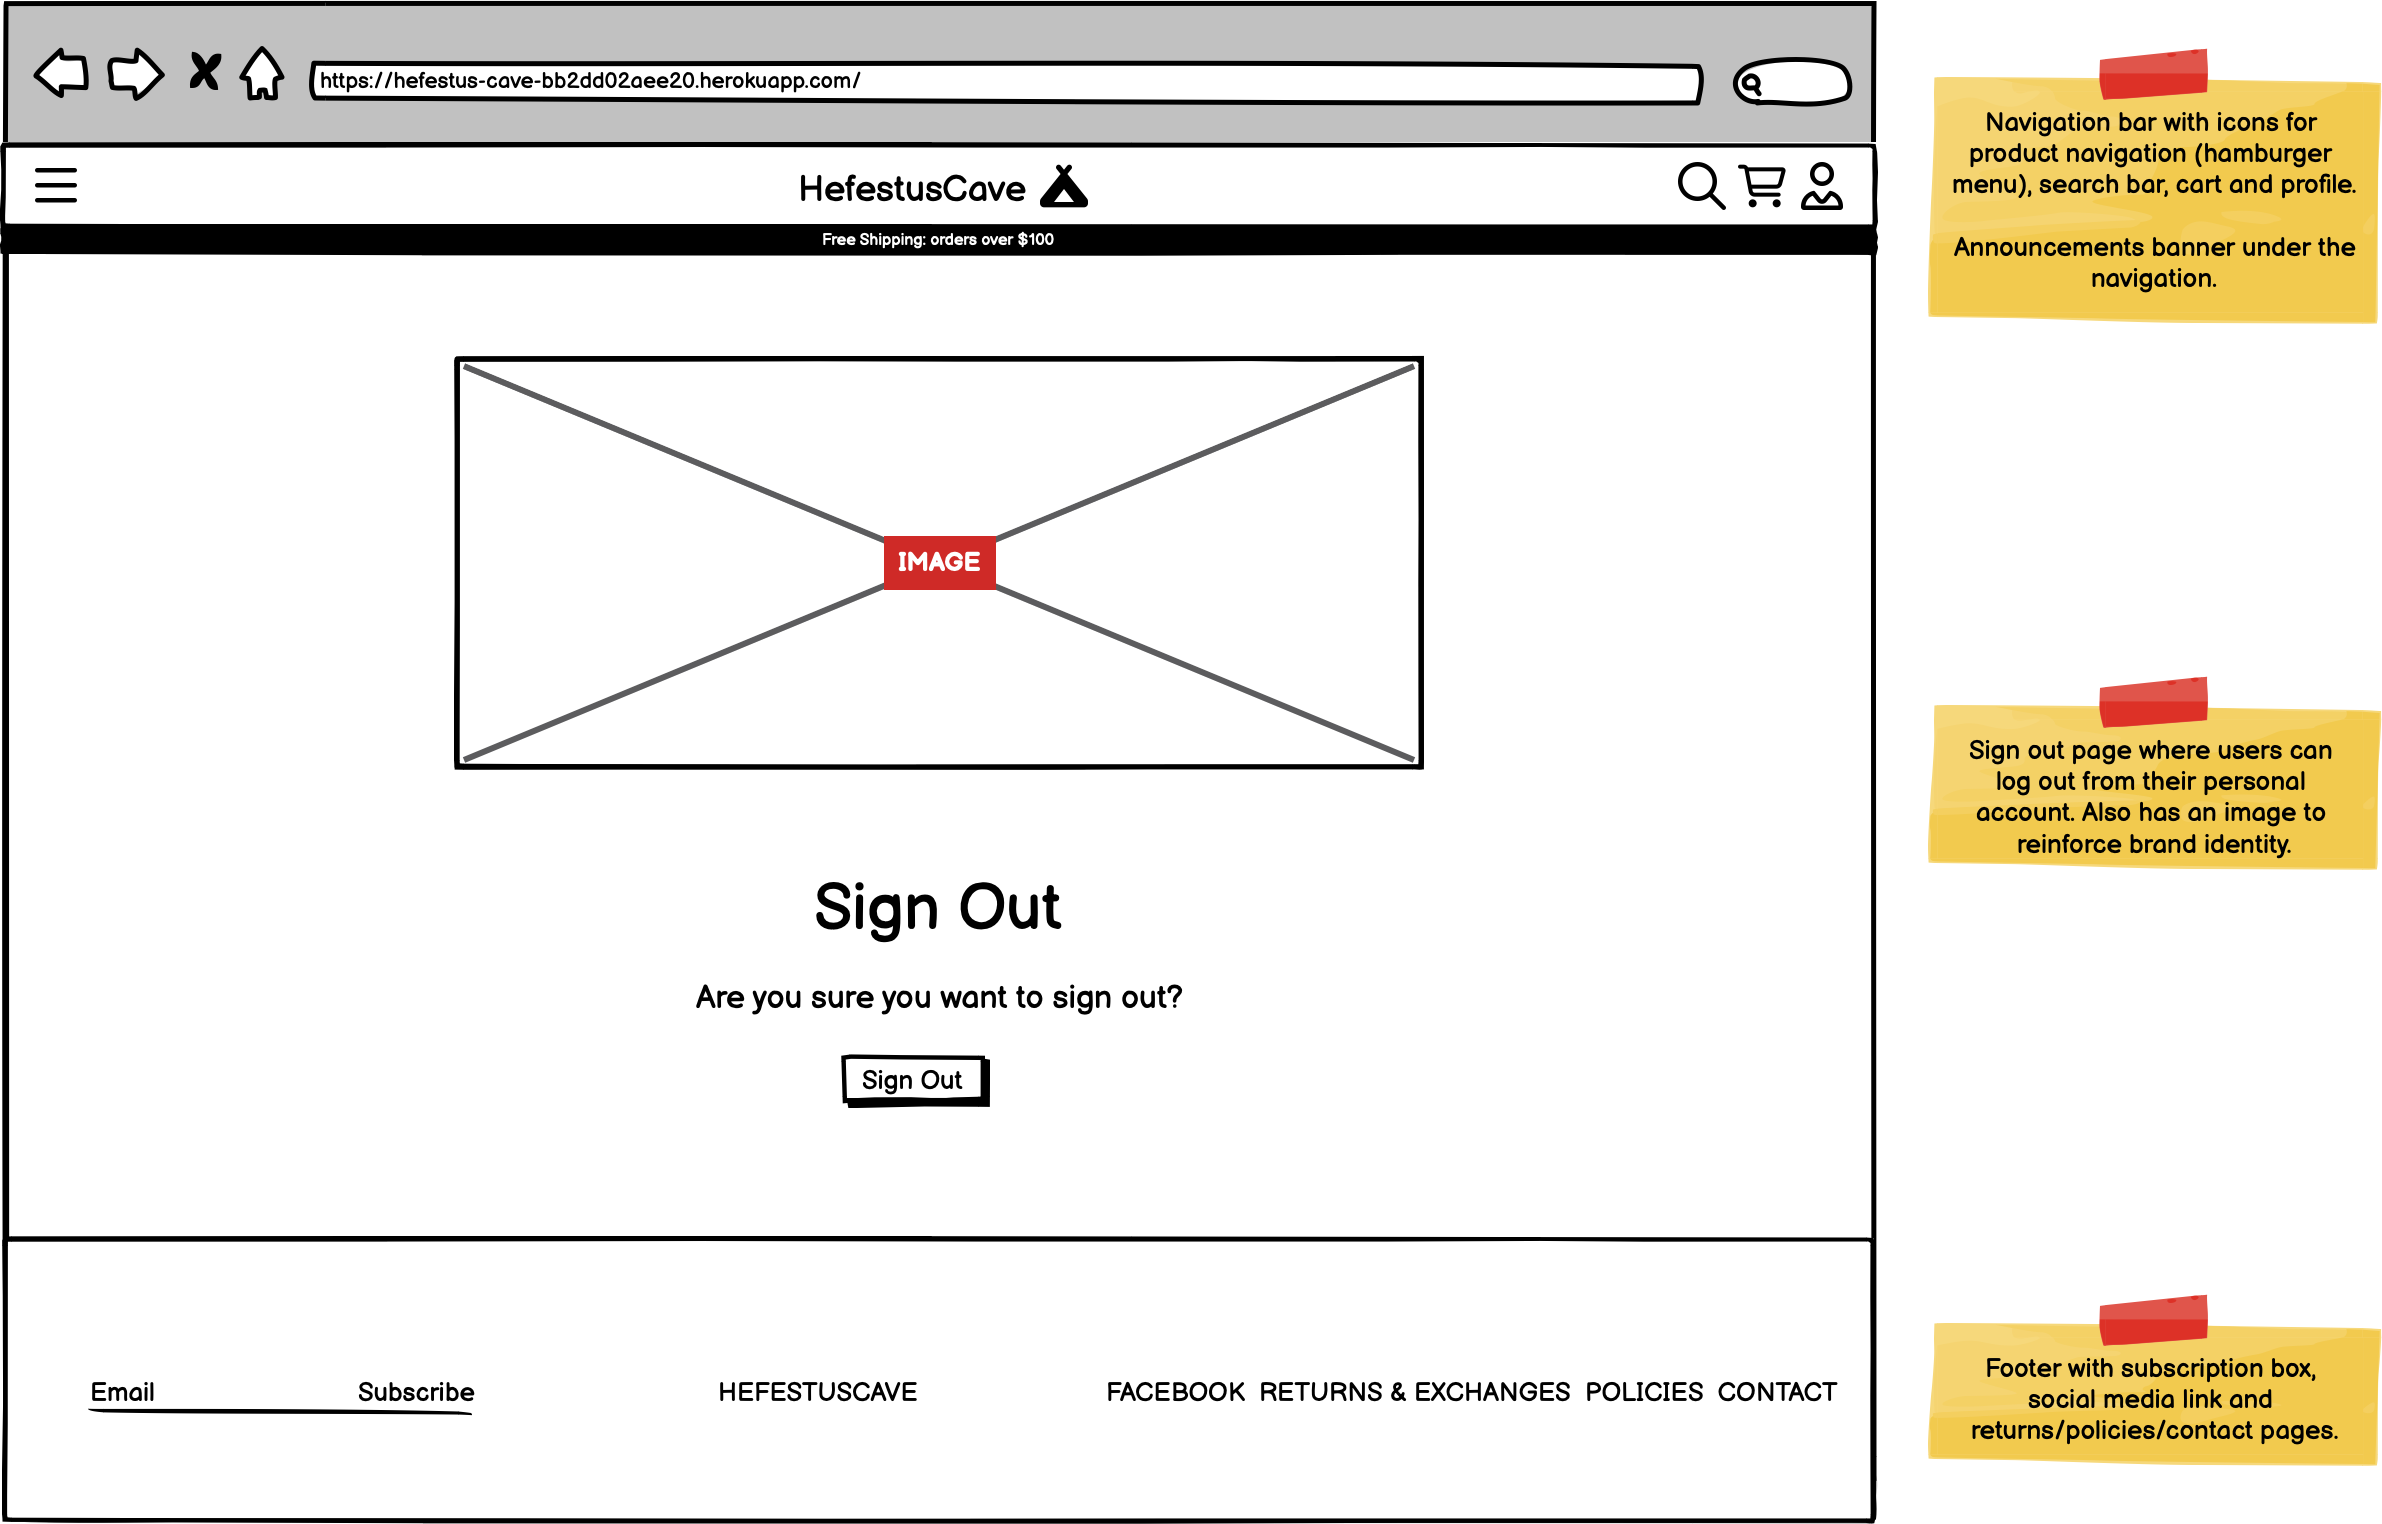 https://hefestus-cave-bb2dd02aee20.herokuapp.com/
HefestusCave
Free Shipping: orders over $100
IMAGE
Sign Out
Are you sure you want to sign out?
Sign Out
Email Subscribe HEFESTUSCAVE FACEBOOK RETURNS & EXCHANGES POLICIES CONTACT
Navigation bar with icons for
product navigation (hamburger
menu), search bar, cart and profile.
Announcements banner under the
navigation.
Sign out page where users can
log out from their personal
account. Also has an image to
reinforce brand identity.
Footer with subscription box,
social media link and
returns/policies/contact pages.